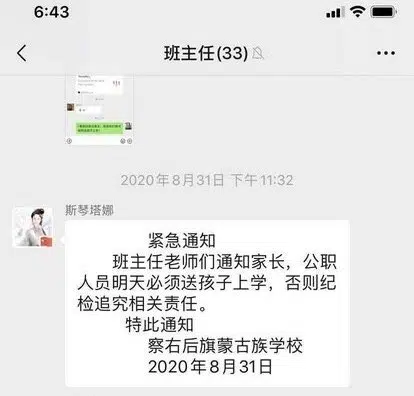 6:43
班主任(33)
2020年8月31日 下午11:32
斯琴塔娜
紧急通知
班主任老师们通知家长，公职
人员明天必须送孩子上学，否则纪
检追究相关责任。
特此通知
察右后旗蒙古族学校
2020年8月31日